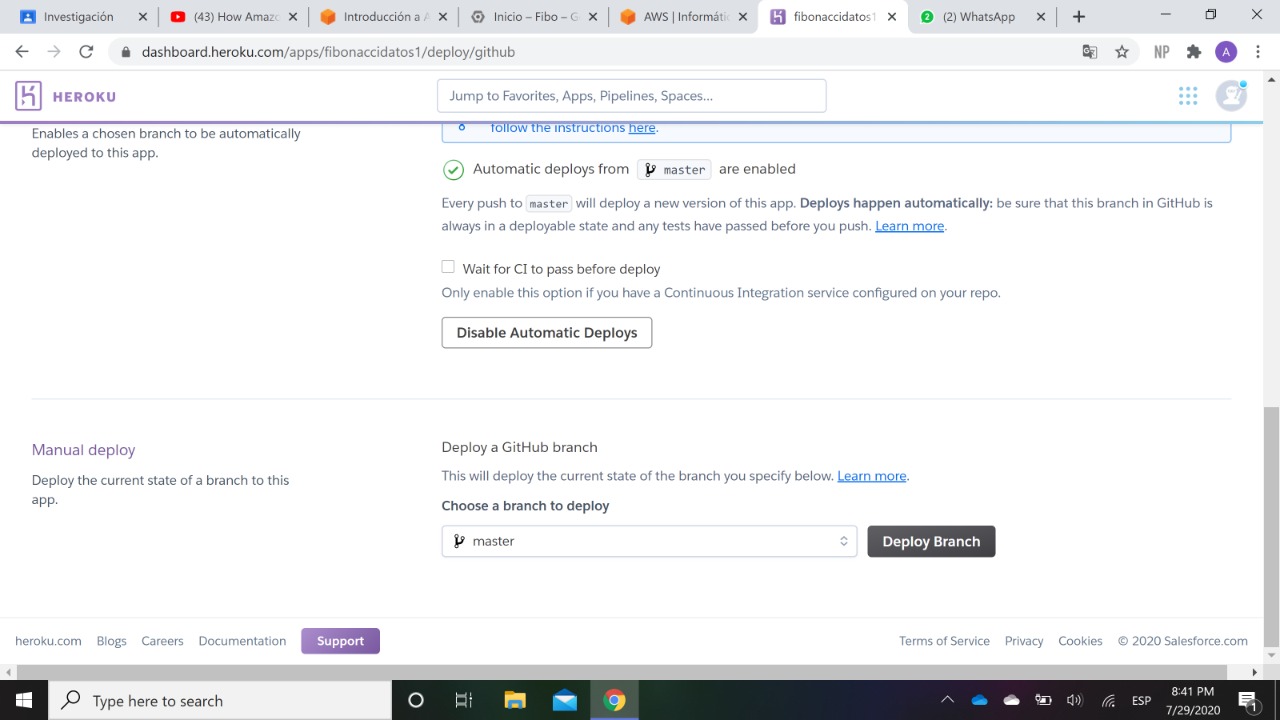 Investigación
(43) How Amazo
Introducción a A
Inicio – Fibo – G
AWS | Informátic
fibonaccidatos1
(2) WhatsApp
dashboard.heroku.com/apps/fibonaccidatos1/deploy/github
NP
A
HEROKU
Jump to Favorites, Apps, Pipelines, Spaces...
Enables a chosen branch to be automatically
deployed to this app.
follow the instructions here.
Automatic deploys from master are enabled
Every push to master will deploy a new version of this app. Deploys happen automatically: be sure that this branch in GitHub is
always in a deployable state and any tests have passed before you push. Learn more.
Wait for CI to pass before deploy
Only enable this option if you have a Continuous Integration service configured on your repo.
Disable Automatic Deploys
Manual deploy
Deploy the current state of a branch to this
app.
Deploy a GitHub branch
This will deploy the current state of the branch you specify below. Learn more.
Choose a branch to deploy
master
Deploy Branch
heroku.com Blogs Careers Documentation Support
Terms of Service Privacy Cookies © 2020 Salesforce.com
Type here to search
ESP
8:41 PM
7/29/2020
1